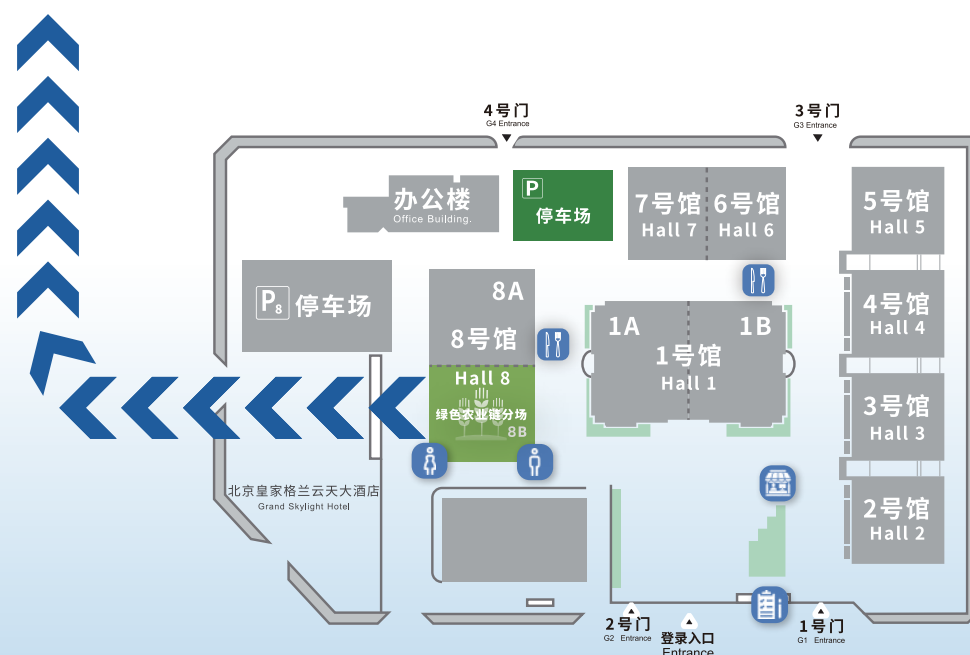 4号门
G4 Entrance
3号门
G3 Entrance
办公楼
Office Building.
P
停车场
7号馆
Hall 7
6号馆
Hall 6
5号馆
Hall 5
P8 停车场
8A
8号馆
Hall 8
绿色农业链分场
8B
1A
1B
1号馆
Hall 1
4号馆
Hall 4
3号馆
Hall 3
2号馆
Hall 2
北京皇家格兰云天大酒店
Grand Skylight Hotel
i
2号门
G2 Entrance
登录入口
Entrance
1号门
G1 Entrance